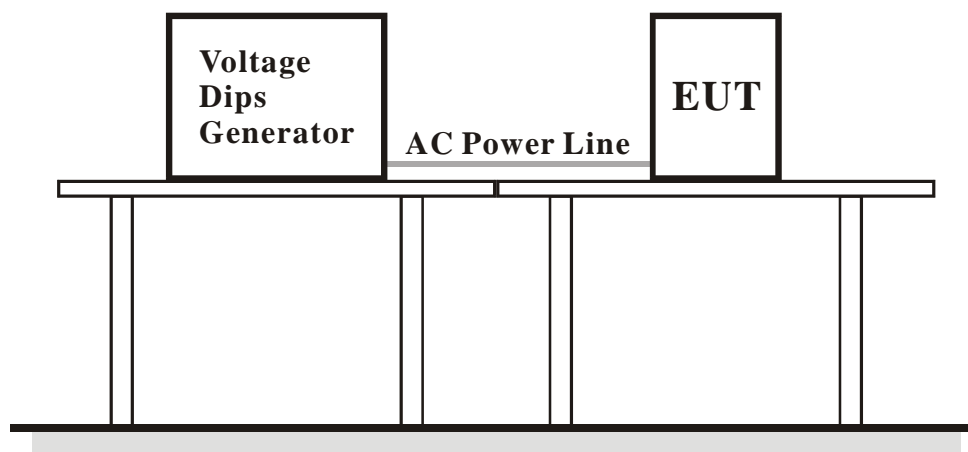 Voltage
Dips
Generator
AC Power Line
EUT